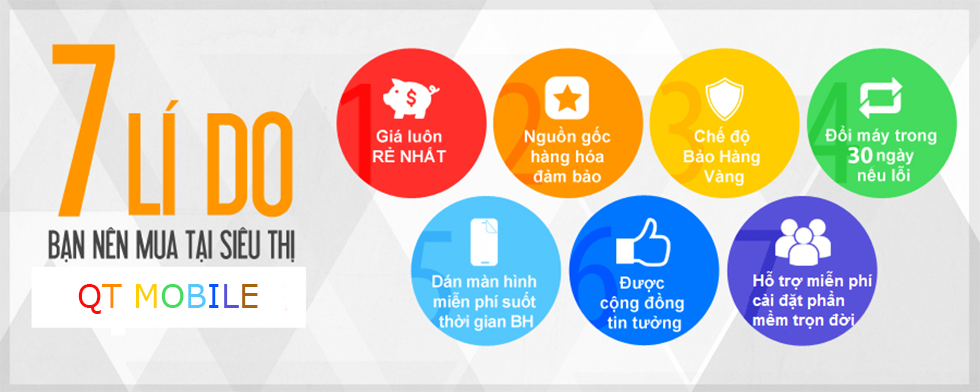 7 LÍ DO
BẠN NÊN MUA TẠI SIÊU THỊ
QT MOBILE
1
Giá luôn
RẺ NHẤT
2
Nguồn gốc
hàng hóa
đảm bảo
3
Chế độ
Bảo Hàng
Vàng
4
Đổi máy trong
30 ngày
nêu lỗi
5
Dán màn hình
miễn phí suốt
thời gian BH
6
Được
cộng đồng
tin tưởng
7
Hỗ trợ miễn phí
cải đặt phần
mềm trọn đời